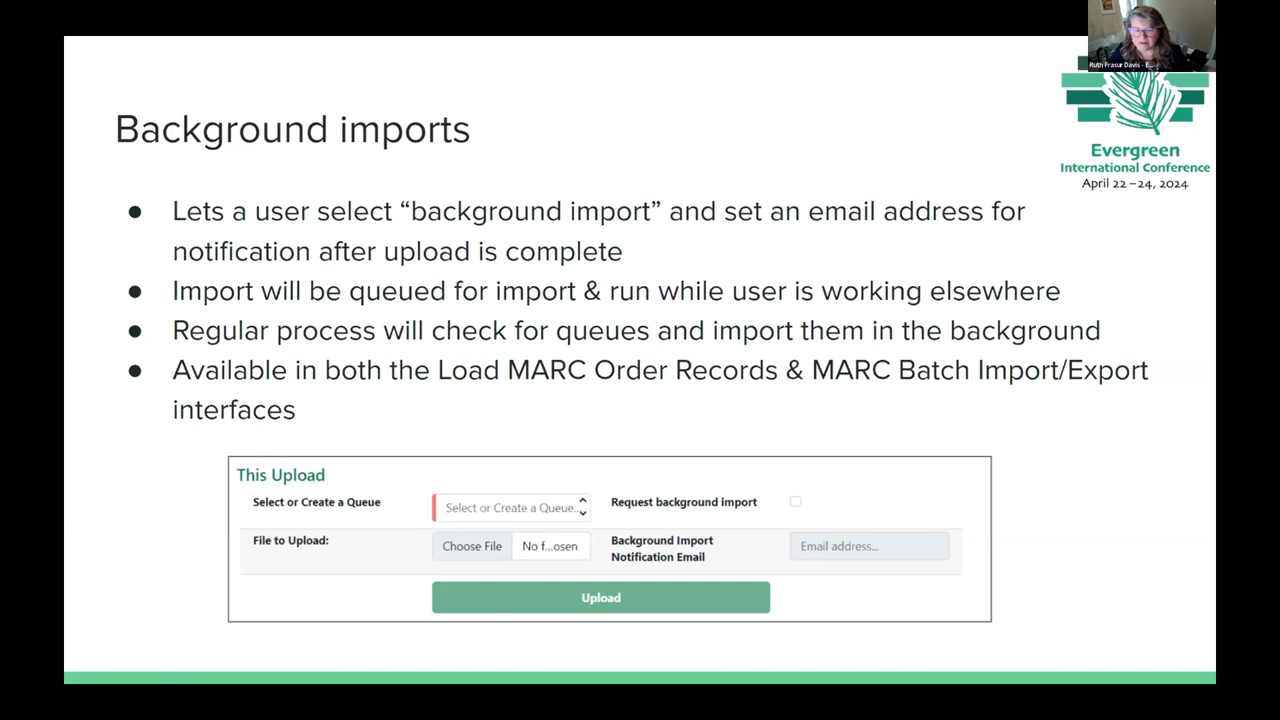 Ruth Frasur Davis - E...
Background imports
Evergreen
International Conference
April 22–24, 2024
● Lets a user select “background import” and set an email address for
notification after upload is complete
● Import will be queued for import & run while user is working elsewhere
● Regular process will check for queues and import them in the background
● Available in both the Load MARC Order Records & MARC Batch Import/Export
interfaces
This Upload
Select or Create a Queue Select or Create a Queue... Request background import
File to Upload: Choose File No f...osen Background Import
Notification Email Email address...
Upload